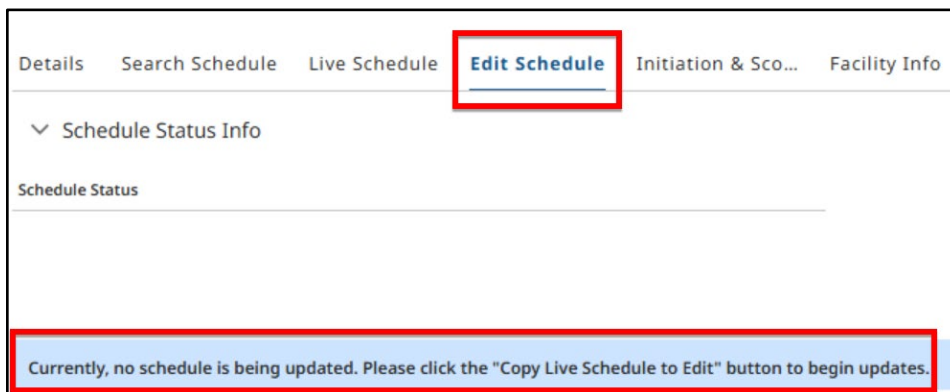 Details Search Schedule Live Schedule Edit Schedule Initiation & Sco... Facility Info
Schedule Status Info
Schedule Status
Currently, no schedule is being updated. Please click the "Copy Live Schedule to Edit" button to begin updates.